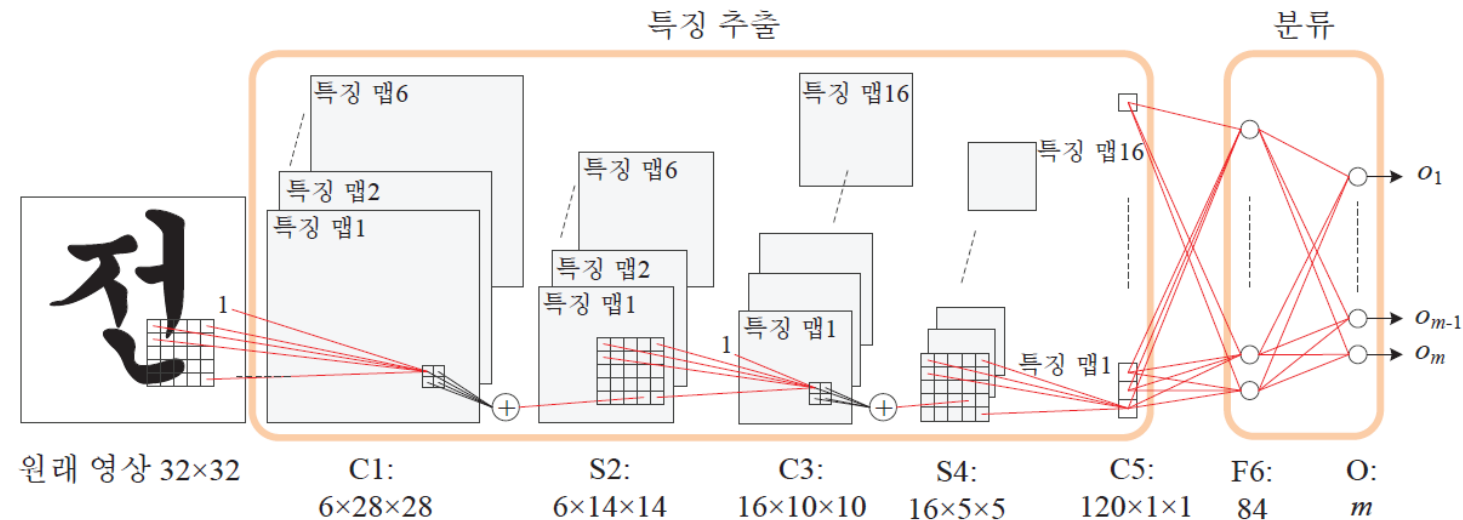 특징 추출
분류
특징 맵6
특징 맵2
특징 맵1
1
전
특징 맵6
특징 맵2
특징 맵1
1
특징 맵16
특징 맵1
특징 맵16
특징 맵1
o1
om-1
om
원래 영상 32×32
C1:
6×28×28
S2:
6×14×14
C3:
16×10×10
S4:
16×5×5
C5:
120×1×1
F6:
84
O:
m